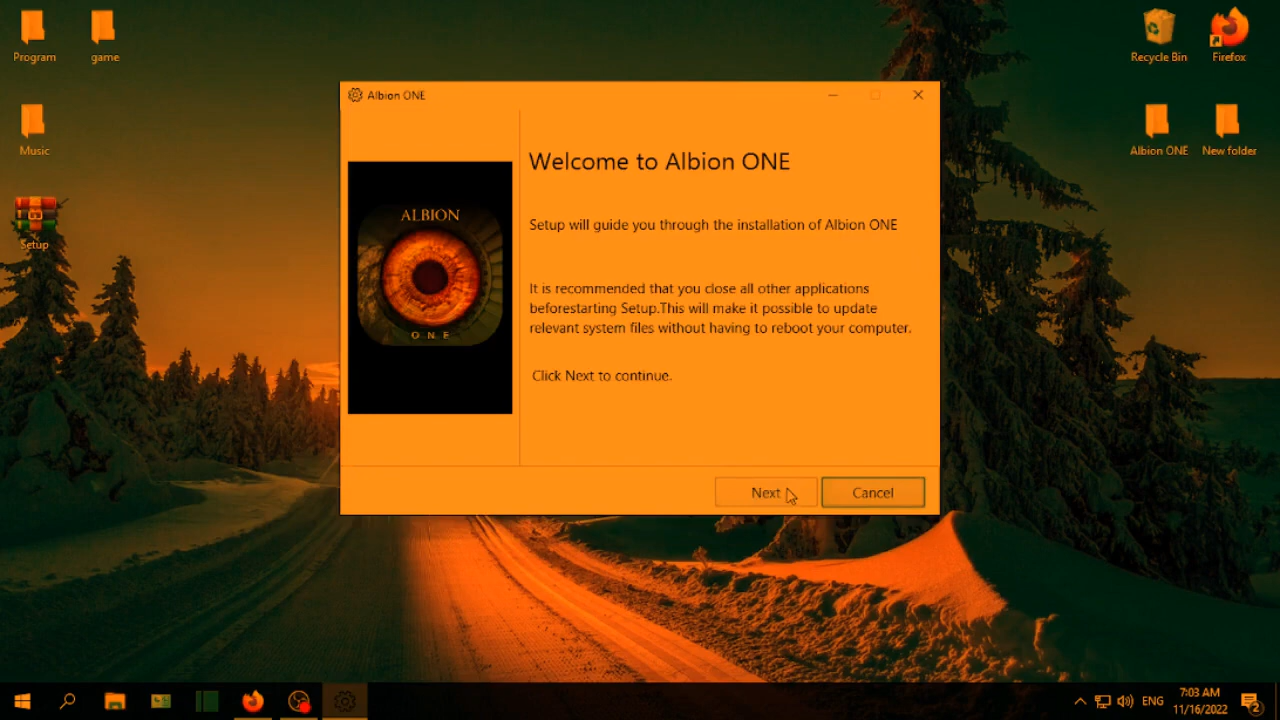 Program
game
Music
Setup
Recycle Bin
Firefox
Albion ONE
New folder
Albion ONE
ALBION
ONE
Welcome to Albion ONE
Setup will guide you through the installation of Albion ONE
It is recommended that you close all other applications
beforestarting Setup.This will make it possible to update
relevant system files without having to reboot your computer.
Click Next to continue.
Next
Cancel
ENG
7:03 AM
11/16/2022
2